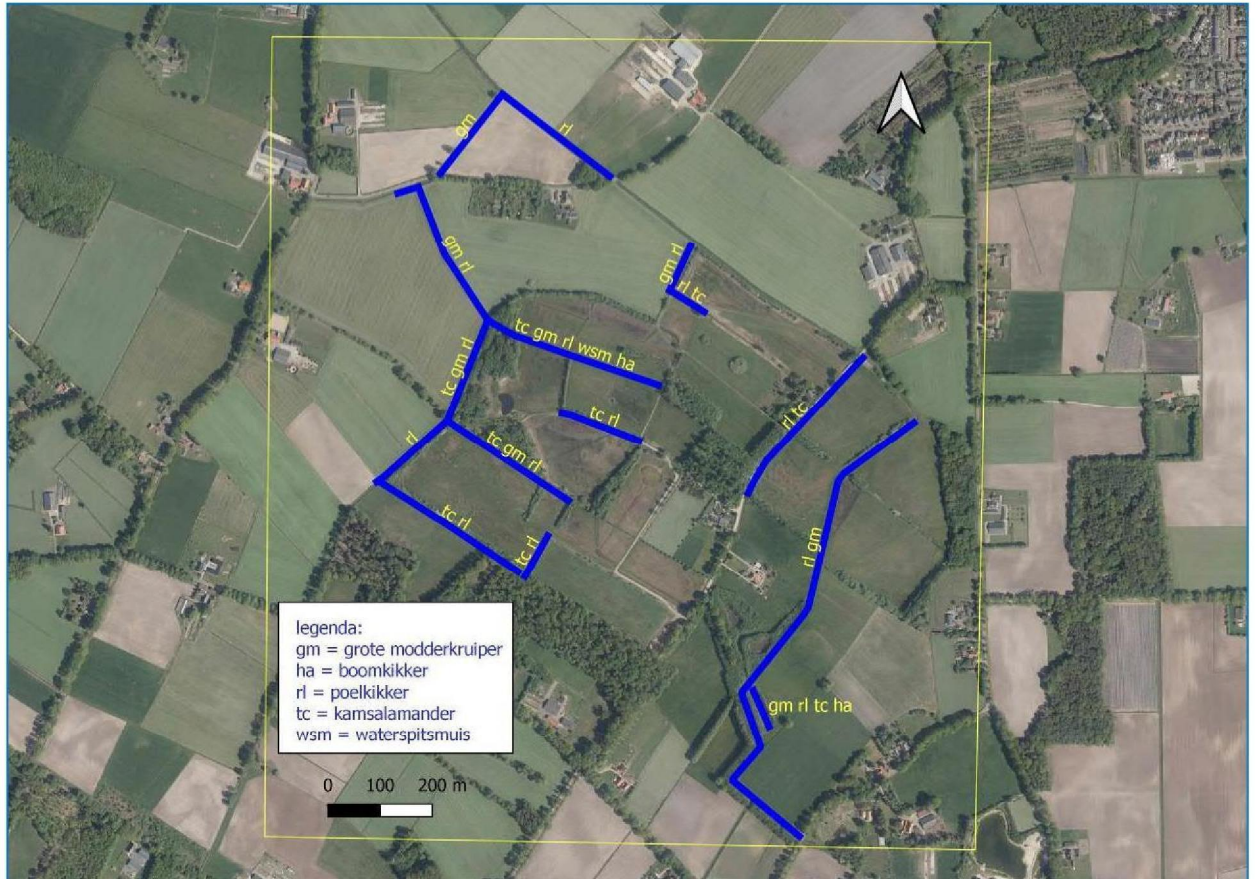 gm
rl
gm rl
gm rl
rl tc
tc gm rl wsm ha
tc gm rl
rl tc
tc rl
rl
tc gm rl
tc rl
tc rl
rl gm
gm rl tc ha
legenda:
gm = grote modderkruiper
ha = boomkikker
rl = poelkikker
tc = kamsalamander
wsm = waterspitsmuis
0 100 200 m